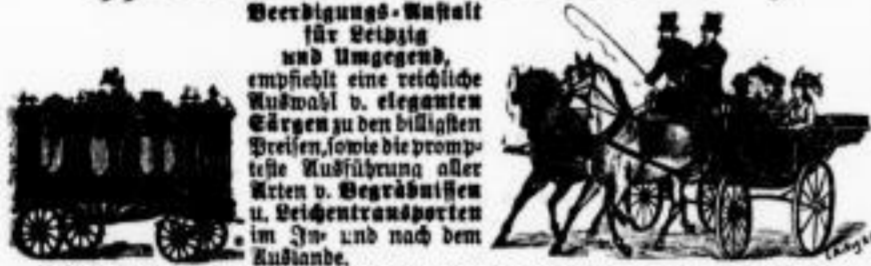 Beerdigungs-Anstalt
für Leipzig
und Umgegend,
empfiehlt eine reichliche
Auswahl v. eleganten
Särgen zu den billigsten
Preisen, sowie die promp-
teste Ausführung aller
Arten v. Begräbnissen
u. Leichentransporten
im In- und nach dem
Auslande.